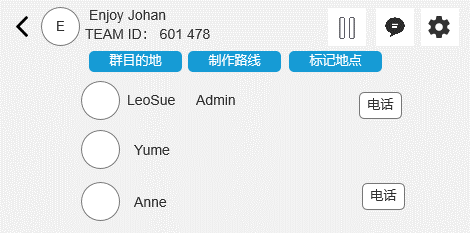 Enjoy Johan
E
TEAM ID： 601 478
群目的地 制作路线 标记地点
LeoSue Admin 电话
Yume
Anne 电话